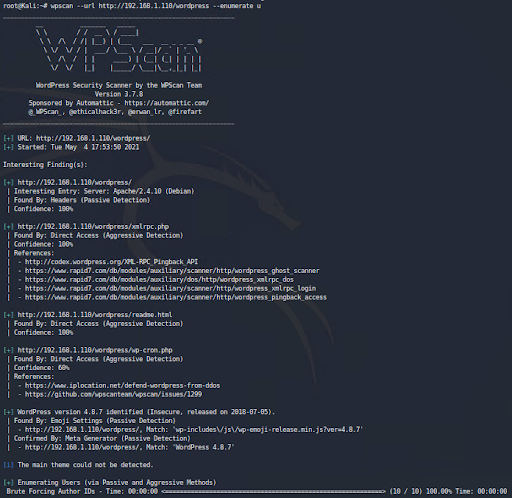 root@Kali:~# wpscan --url http://192.168.1.110/wordpress --enumerate u
WPScan ®
WordPress Security Scanner by the WPScan Team
Version 3.7.8
Sponsored by Automattic - https://automattic.com/
@_WPScan_, @ethicalhack3r, @erwan_lr, @firefart
[+] URL: http://192.168.1.110/wordpress/
[+] Started: Tue May  4 17:53:50 2021
Interesting Finding(s):
[+] http://192.168.1.110/wordpress/
| Interesting Entry: Server: Apache/2.4.10 (Debian)
| Found By: Headers (Passive Detection)
| Confidence: 100%
[+] http://192.168.1.110/wordpress/xmlrpc.php
| Found By: Direct Access (Aggressive Detection)
| Confidence: 100%
| References:
|  - http://codex.wordpress.org/XML-RPC_Pingback_API
|  - https://www.rapid7.com/db/modules/auxiliary/scanner/http/wordpress_ghost_scanner
|  - https://www.rapid7.com/db/modules/auxiliary/dos/http/wordpress_xmlrpc_dos
|  - https://www.rapid7.com/db/modules/auxiliary/scanner/http/wordpress_xmlrpc_login
|  - https://www.rapid7.com/db/modules/auxiliary/scanner/http/wordpress_pingback_access
[+] http://192.168.1.110/wordpress/readme.html
| Found By: Direct Access (Aggressive Detection)
| Confidence: 100%
[+] http://192.168.1.110/wordpress/wp-cron.php
| Found By: Direct Access (Aggressive Detection)
| Confidence: 60%
| References:
|  - https://www.iplocation.net/defend-wordpress-from-ddos
|  - https://github.com/wpscanteam/wpscan/issues/1299
[+] WordPress version 4.8.7 identified (Insecure, released on 2018-07-05).
| Found By: Emoji Settings (Passive Detection)
|  - http://192.168.1.110/wordpress/, Match: 'wp-includes\/js\/wp-emoji-release.min.js?ver=4.8.7'
| Confirmed By: Meta Generator (Passive Detection)
|  - http://192.168.1.110/wordpress/, Match: 'WordPress 4.8.7'
[i] The main theme could not be detected.
[+] Enumerating Users (via Passive and Aggressive Methods)
Brute Forcing Author IDs - Time: 00:00:00 <==============================================================> (10 / 10) 100.00% Time: 00:00:00